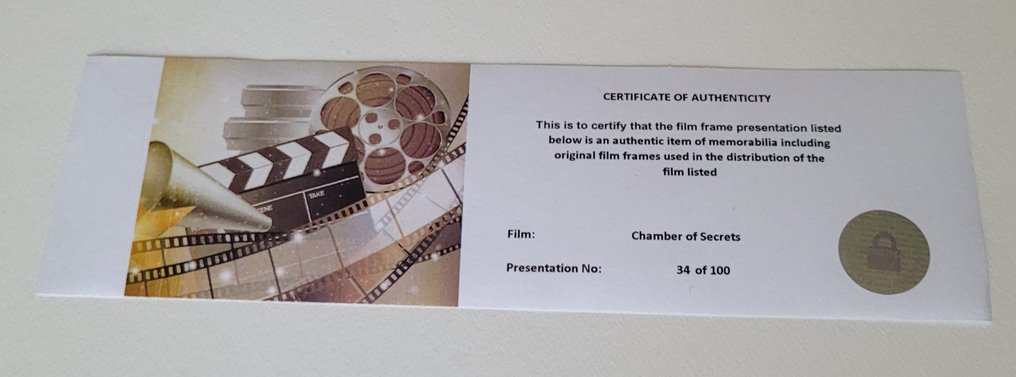 SCENE
TAKE
CERTIFICATE OF AUTHENTICITY
This is to certify that the film frame presentation listed
below is an authentic item of memorabilia including
original film frames used in the distribution of the
film listed
Film: Chamber of Secrets
Presentation No: 34 of 100